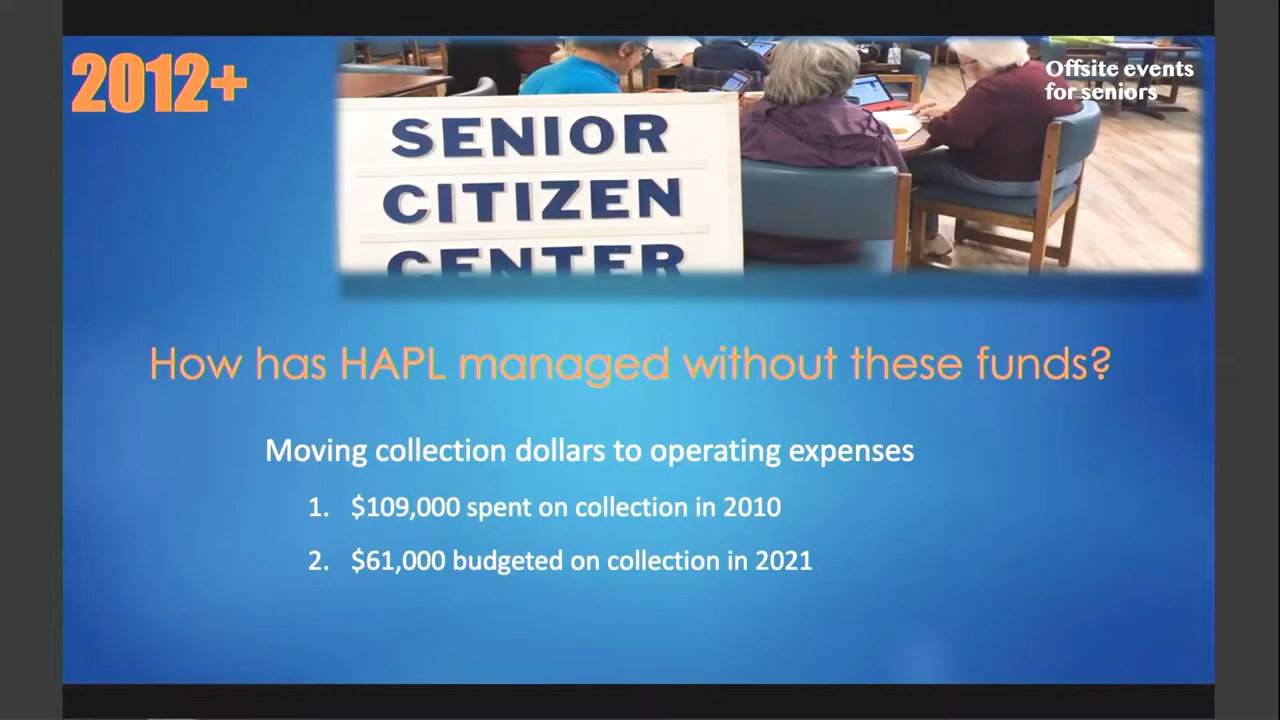 2012+
Offsite events
for seniors
SENIOR
CITIZEN
CENTER
How has HAPL managed without these funds?
Moving collection dollars to operating expenses
1. $109,000 spent on collection in 2010
2. $61,000 budgeted on collection in 2021